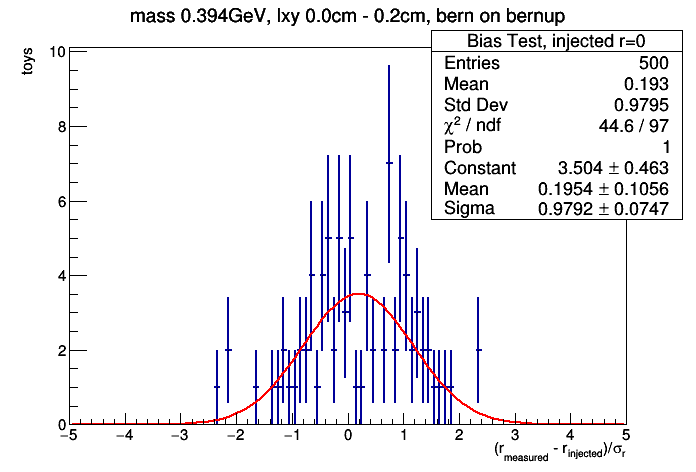 mass 0.394GeV, lxy 0.0cm - 0.2cm, bern on bernup
Bias Test, injected r=0
Entries 500
Mean 0.193
Std Dev 0.9795
χ² / ndf 44.6 / 97
Prob 1
Constant 3.504 ± 0.463
Mean 0.1954 ± 0.1056
Sigma 0.9792 ± 0.0747
toys
10
8
6
4
2
0
−5 −4 −3 −2 −1 0 1 2 3 4 5
(r_measured - r_injected)/σ_r